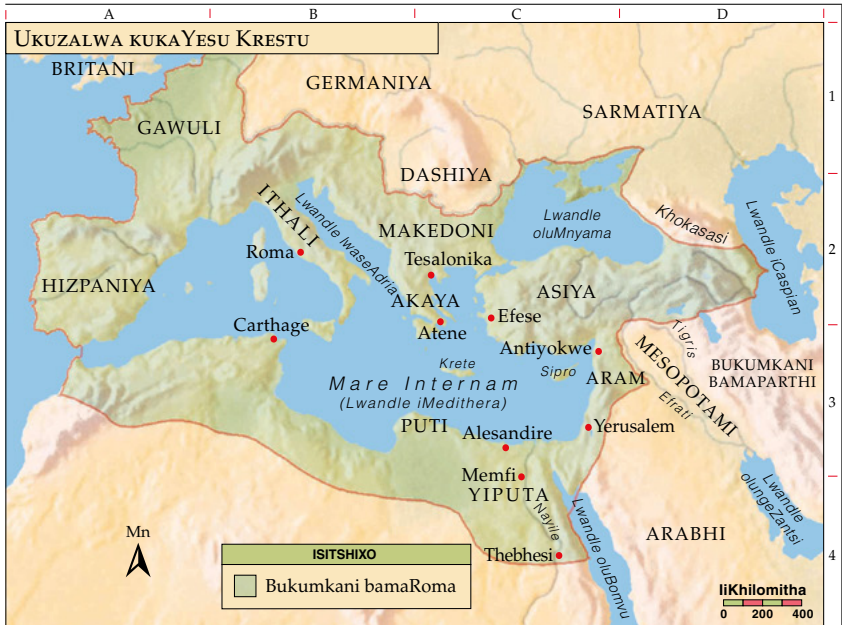 A B C D
Ukuzalwa kukaYesu Krestu
BRITANI
GERMANIYA
1
SARMATIYA
GAWULI
DASHIYA
ITHALI
Lwandle lwaseAdria
Lwandle
oluMnyama
Khokasasi
Lwandle iCaspian
MAKEDONI
2
Roma
Tesalonika
HIZPANIYA
ASIYA
AKAYA
Efese
Carthage
Atene
Antiyokwe
Tigris
MESOPOTAMI
BUKUMKANI
BAMAPARTHI
Krete
Sipro
ARAM
Mare Internam
(Lwandle iMedithera)
Efrati
3
PUTI
Alesandire
Yerusalem
Memfi
YIPUTA
Lwandle
olungeZantsi
Nayile
Mn
ARABHI
Lwandle oluBomvu
Thebhesi
4
ISITSHIXO
Bukumkani bamaRoma
liKhilomitha
0 200 400